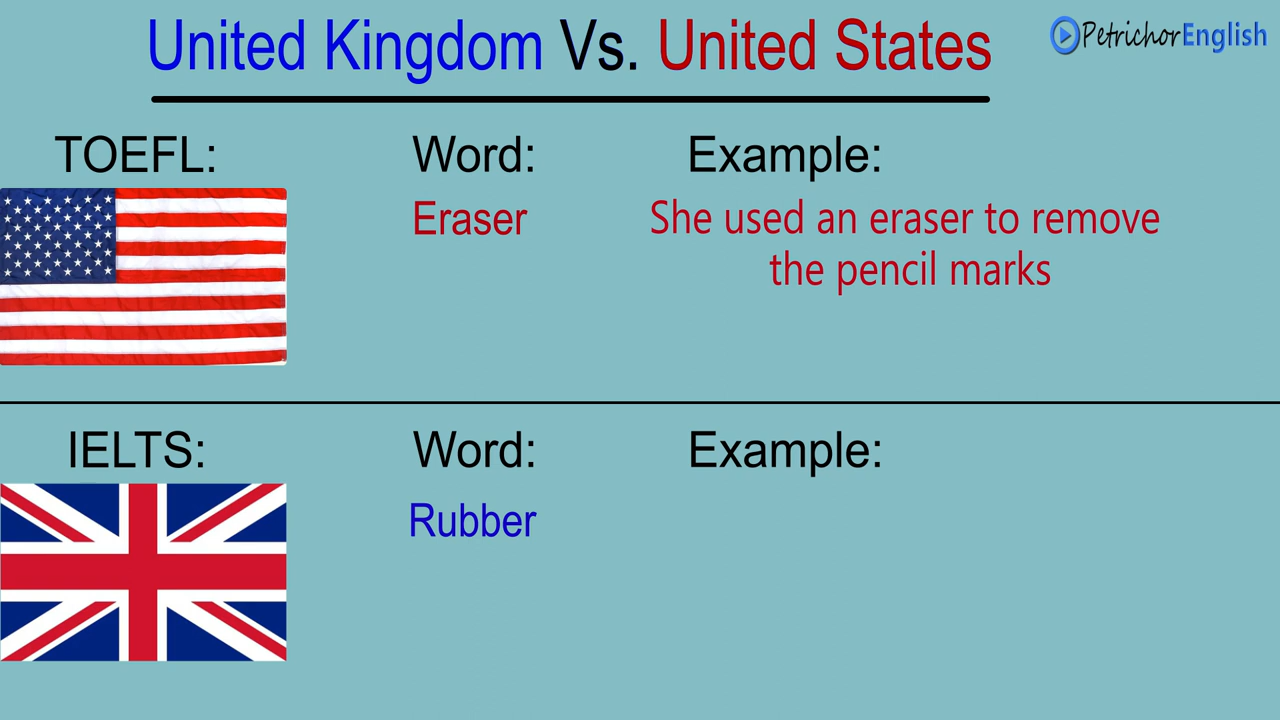 United Kingdom Vs. United States
PetrichorEnglish
TOEFL:
Word:
Example:
Eraser
She used an eraser to remove
the pencil marks
IELTS:
Word:
Example:
Rubber